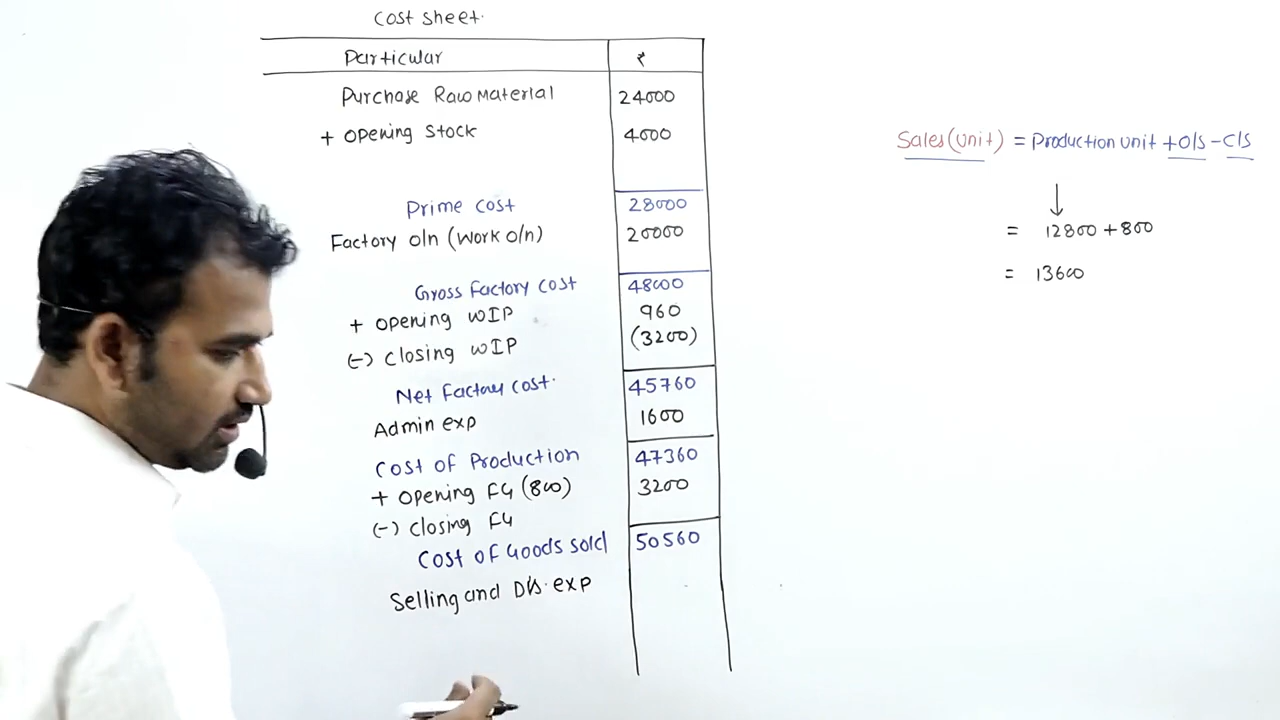 Cost sheet.
Particular ₹
Purchase Raw Material 24000
+ Opening Stock 4000
Prime cost 28000
Factory o/n (Work o/n) 20000
Gross Factory cost 48000
+ opening WIP 960
(-) closing WIP (3200)
Net Factory cost. 45760
Admin exp 1600
Cost of Production 47360
+ Opening FG (800) 3200
(-) closing FG
Cost of Goods sold 50560
Selling and Dis. exp
Sales (Unit) = Production unit + O/S - C/S
= 12800 + 800
= 13600